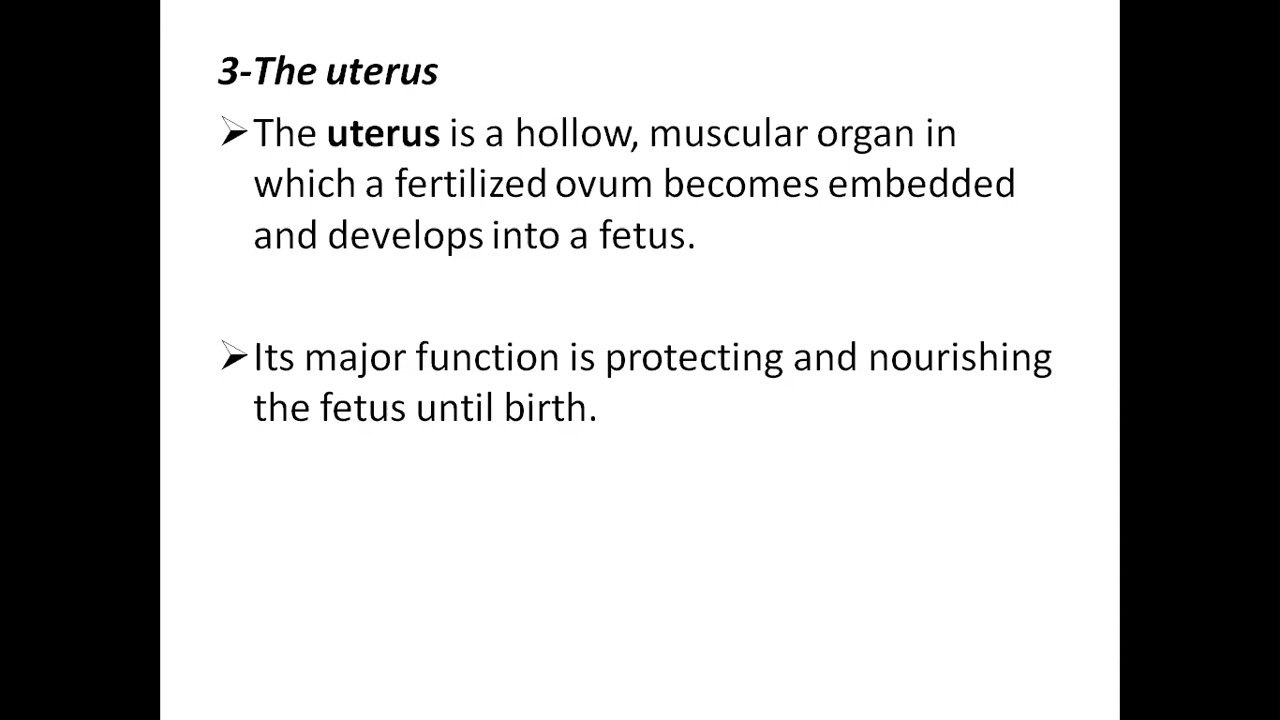 3-The uterus
➢The uterus is a hollow, muscular organ in
which a fertilized ovum becomes embedded
and develops into a fetus.
➢Its major function is protecting and nourishing
the fetus until birth.